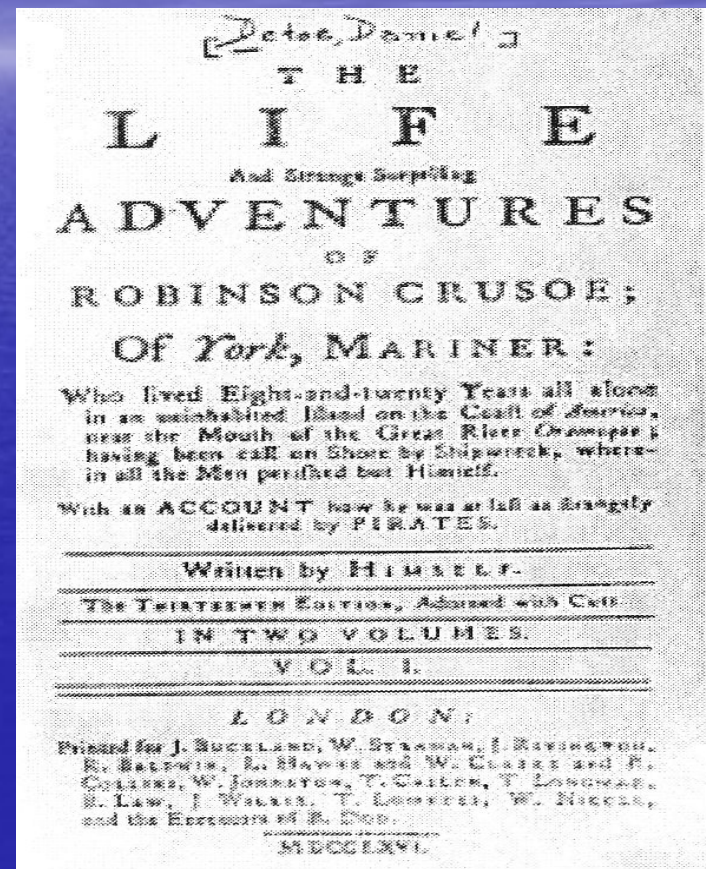 [Defoe, Daniel]
THE
LIFE
And Strange Surprising
ADVENTURES
OF
ROBINSON CRUSOE;
Of York, MARINER:
Who lived Eight-and-twenty Years all alone
in an uninhabited Island on the Coast of America,
near the Mouth of the Great River Oroonoque;
having been cast on Shore by Shipwreck, where-
in all the Men perished but Himself.
With an ACCOUNT how he was at last as strangely
delivered by PIRATES.
Written by HIMSELF.
The THIRTEENTH EDITION, Adorned with Cuts.
IN TWO VOLUMES.
VOL. I.
LONDON:
Printed for J. BUCKLAND, W. STRAHAN, J. RIVINGTON,
R. BALDWIN, L. HAWES and W. CLARKE and R.
COLLINS, W. JOHNSTON, T. CASLON, T. LONGMAN,
B. LAW, J. WILKIE, T. LOWNDES, W. NICOLL,
and the Executors of B. DOD.
MDCCLXVI.